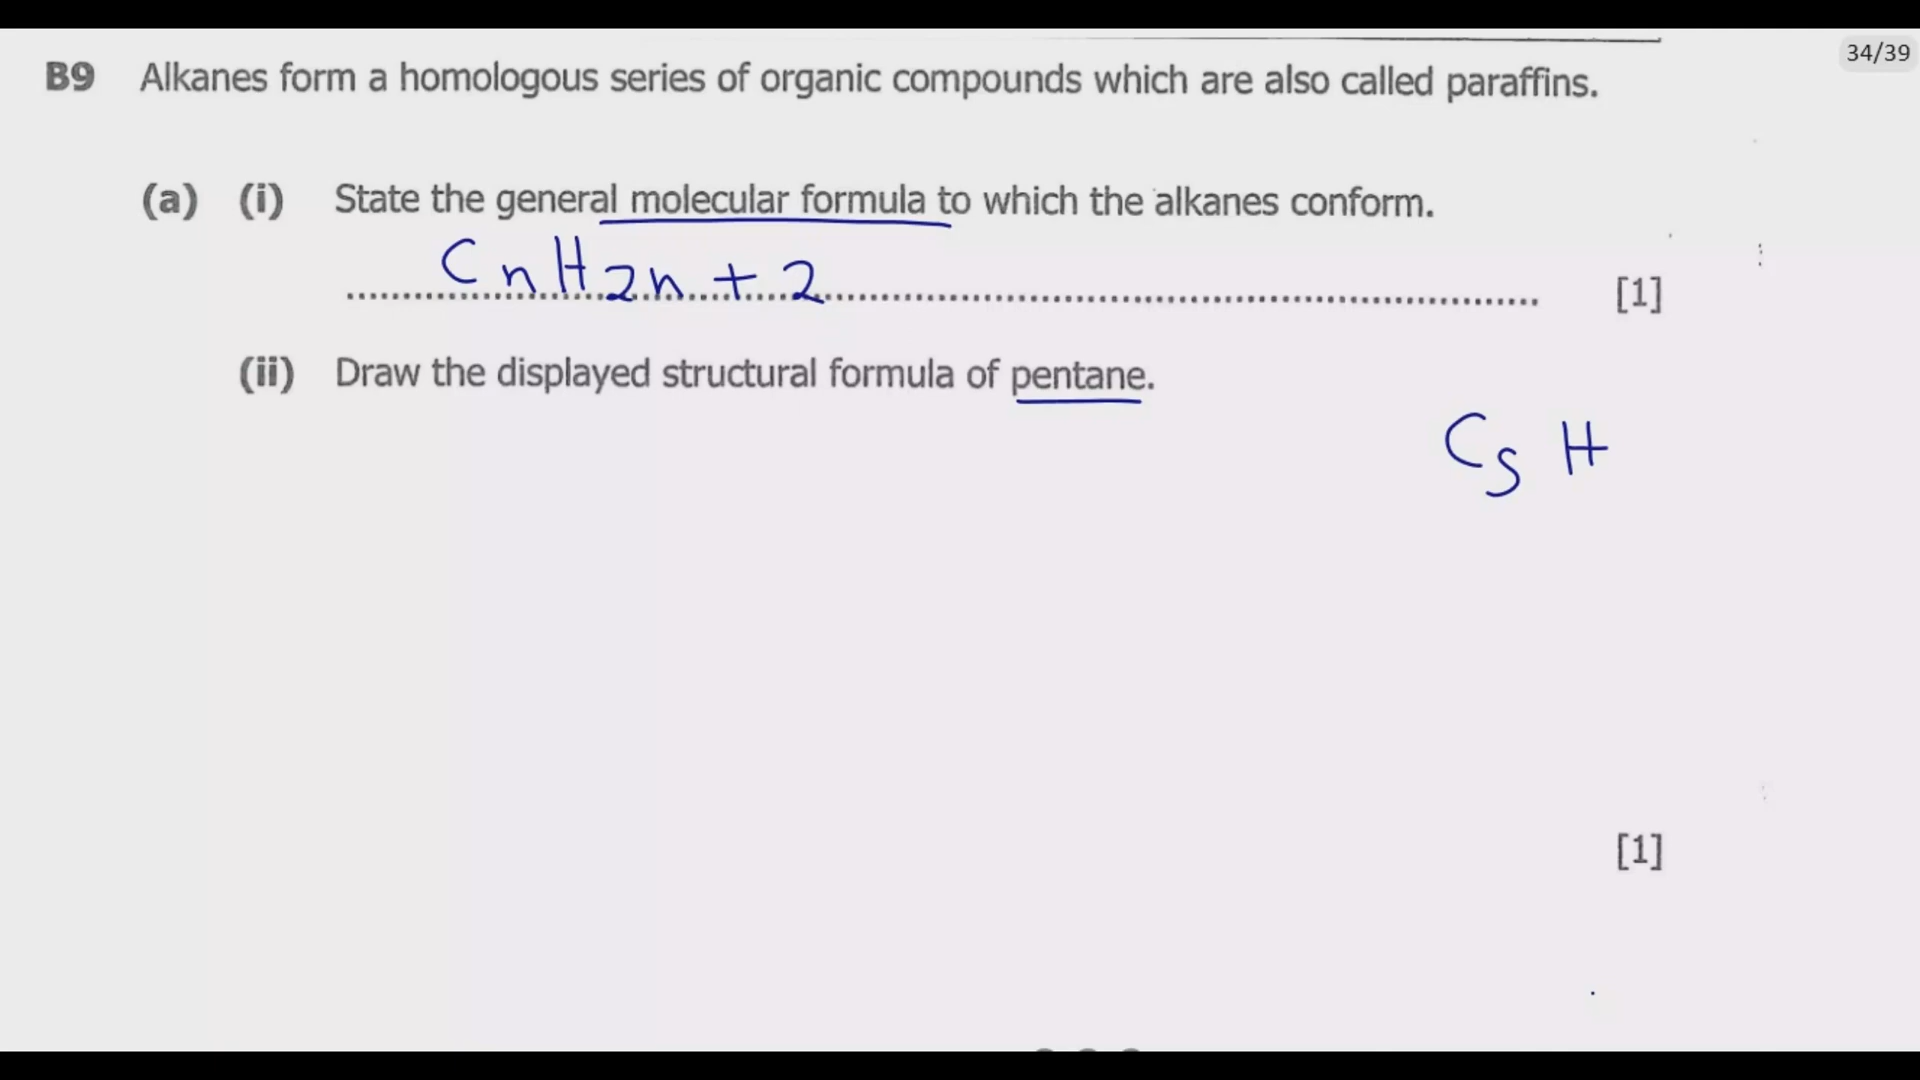 34/39
B9 Alkanes form a homologous series of organic compounds which are also called paraffins.
(a) (i) State the general molecular formula to which the alkanes conform.
CnH2n + 2
[1]
(ii) Draw the displayed structural formula of pentane.
C5 H
[1]